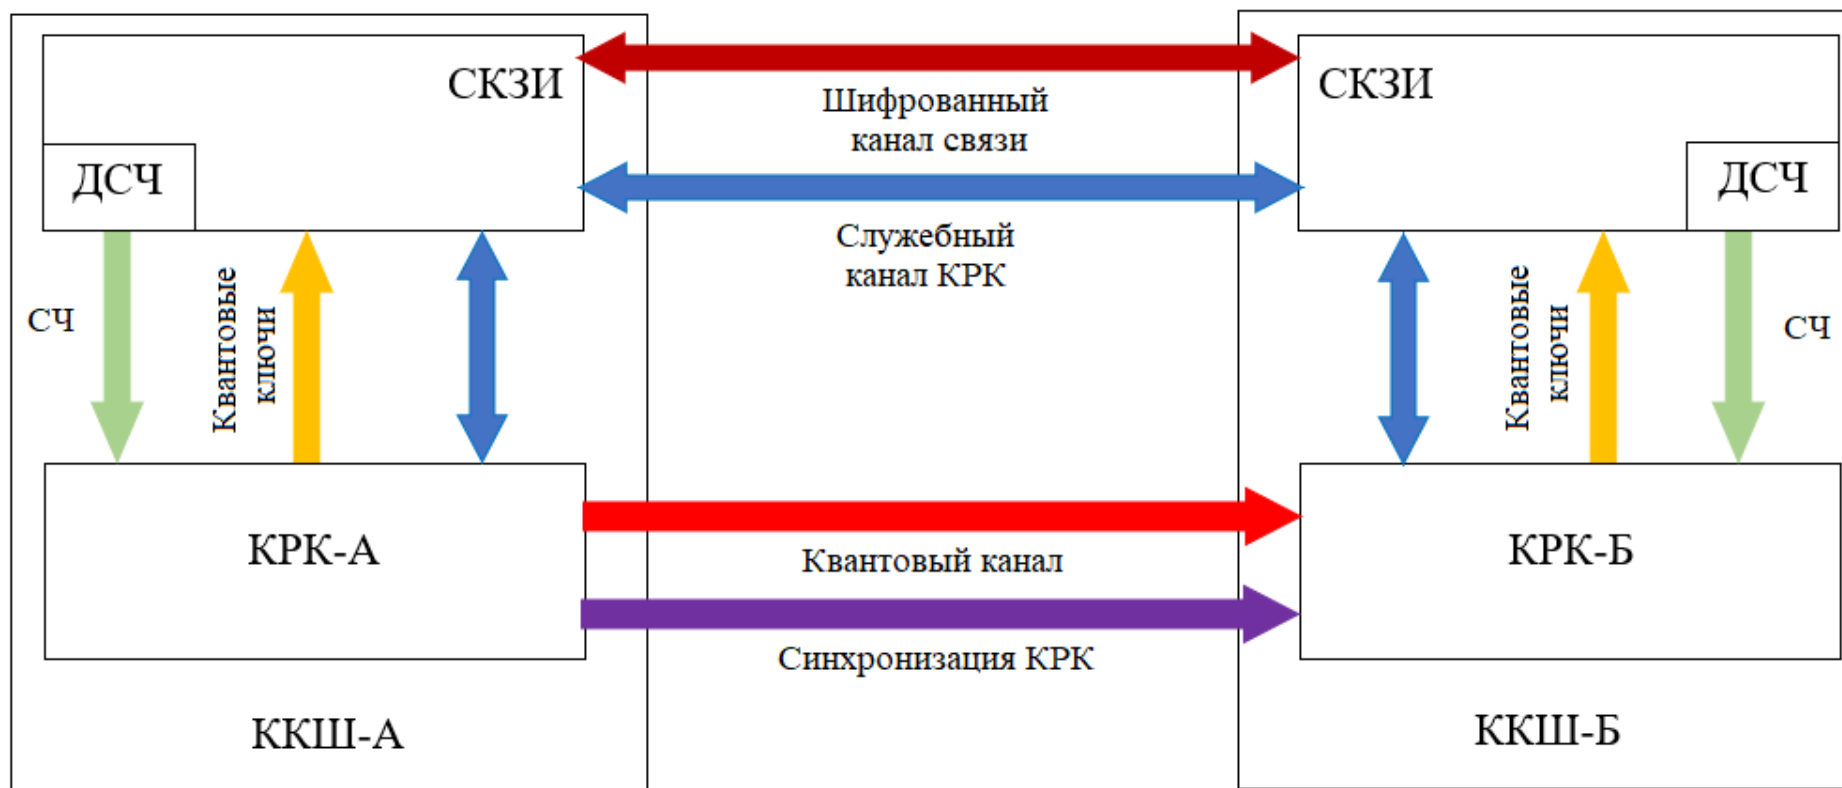 СКЗИ
ДСЧ
СЧ
Квантовые
ключи
КРК-А
ККШ-А
Шифрованный
канал связи
Служебный
канал КРК
Квантовый канал
Синхронизация КРК
СКЗИ
ДСЧ
Квантовые
ключи
СЧ
КРК-Б
ККШ-Б